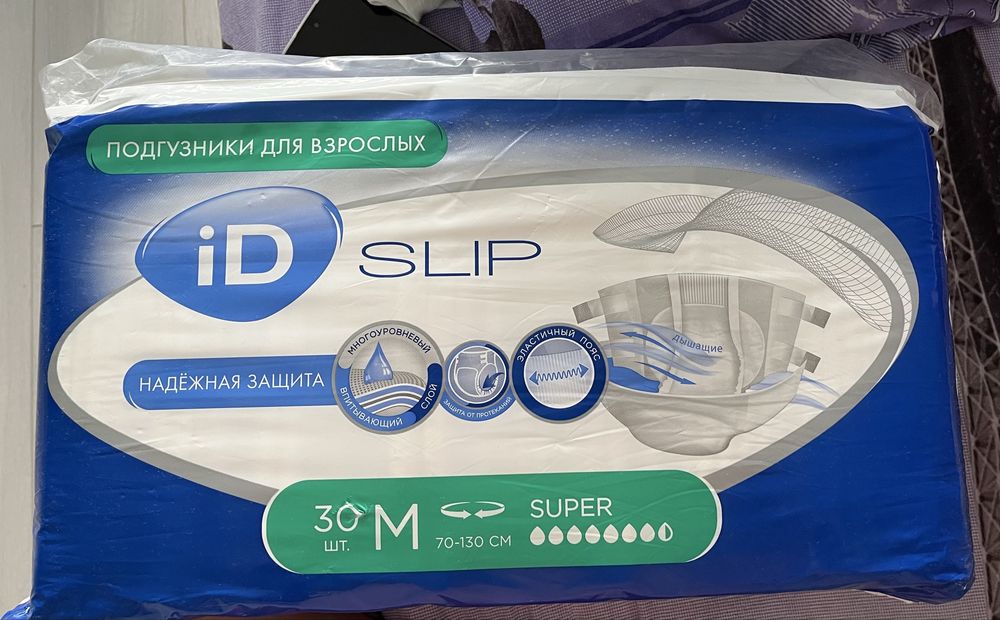 ПОДГУЗНИКИ ДЛЯ ВЗРОСЛЫХ
iD SLIP
НАДЁЖНАЯ ЗАЩИТА
МНОГОУРОВНЕВЫЙ
ВПИТЫВАЮЩИЙ СЛОЙ
ЗАЩИТА ОТ ПРОТЕКАНИЙ
ЭЛАСТИЧНЫЙ ПОЯС
дышащие
30 ШТ.
M
70-130 СМ
SUPER